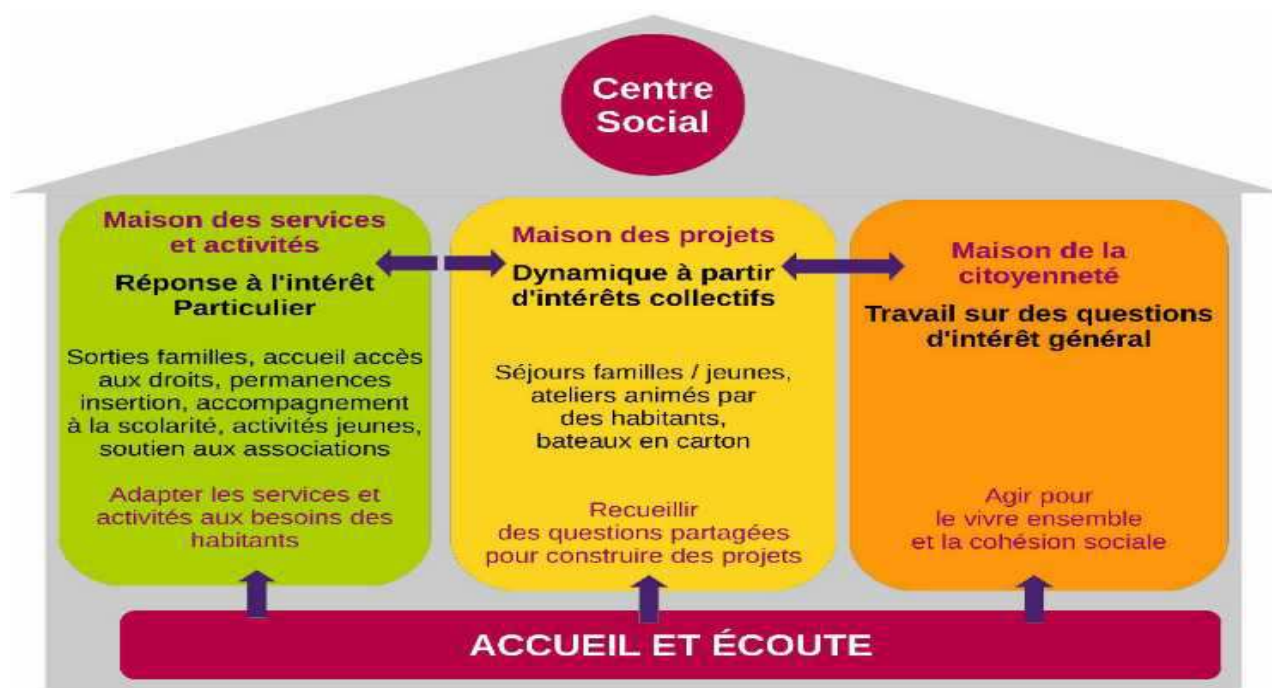 Centre
Social
Maison des services
et activités
Réponse à l'intérêt
Particulier
Sorties familles, accueil accès
aux droits, permanences
insertion, accompagnement
à la scolarité, activités jeunes,
soutien aux associations
Adapter les services et
activités aux besoins des
habitants
Maison des projets
Dynamique à partir
d'intérêts collectifs
Séjours familles / jeunes,
ateliers animés par
des habitants,
bateaux en carton
Recueillir
des questions partagées
pour construire des projets
Maison de la
citoyenneté
Travail sur des questions
d'intérêt général
Agir pour
le vivre ensemble
et la cohésion sociale
ACCUEIL ET ÉCOUTE